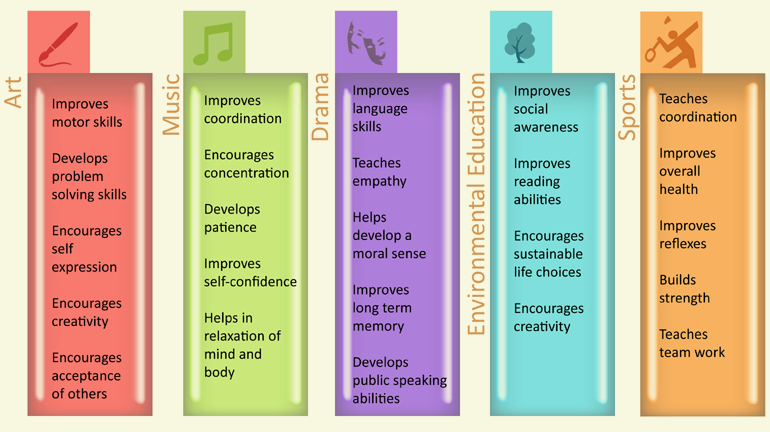 Art
Improves
motor skills
Develops
problem
solving skills
Encourages
self
expression
Encourages
creativity
Encourages
acceptance
of others
Music
Improves
coordination
Encourages
concentration
Develops
patience
Improves
self-confidence
Helps in
relaxation of
mind and
body
Drama
Improves
language
skills
Teaches
empathy
Helps
develop a
moral sense
Improves
long term
memory
Develops
public speaking
abilities
Environmental Education
Improves
social
awareness
Improves
reading
abilities
Encourages
sustainable
life choices
Encourages
creativity
Sports
Teaches
coordination
Improves
overall
health
Improves
reflexes
Builds
strength
Teaches
team work